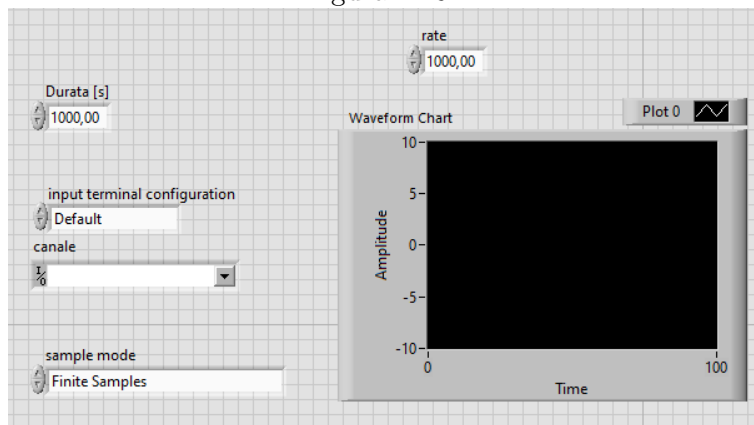 rate
1000,00
Durata [s]
1000,00
Waveform Chart
Plot 0
input terminal configuration
Default
canale
I/0
sample mode
Finite Samples
Amplitude
10
5
0
-5
-10
0
100
Time